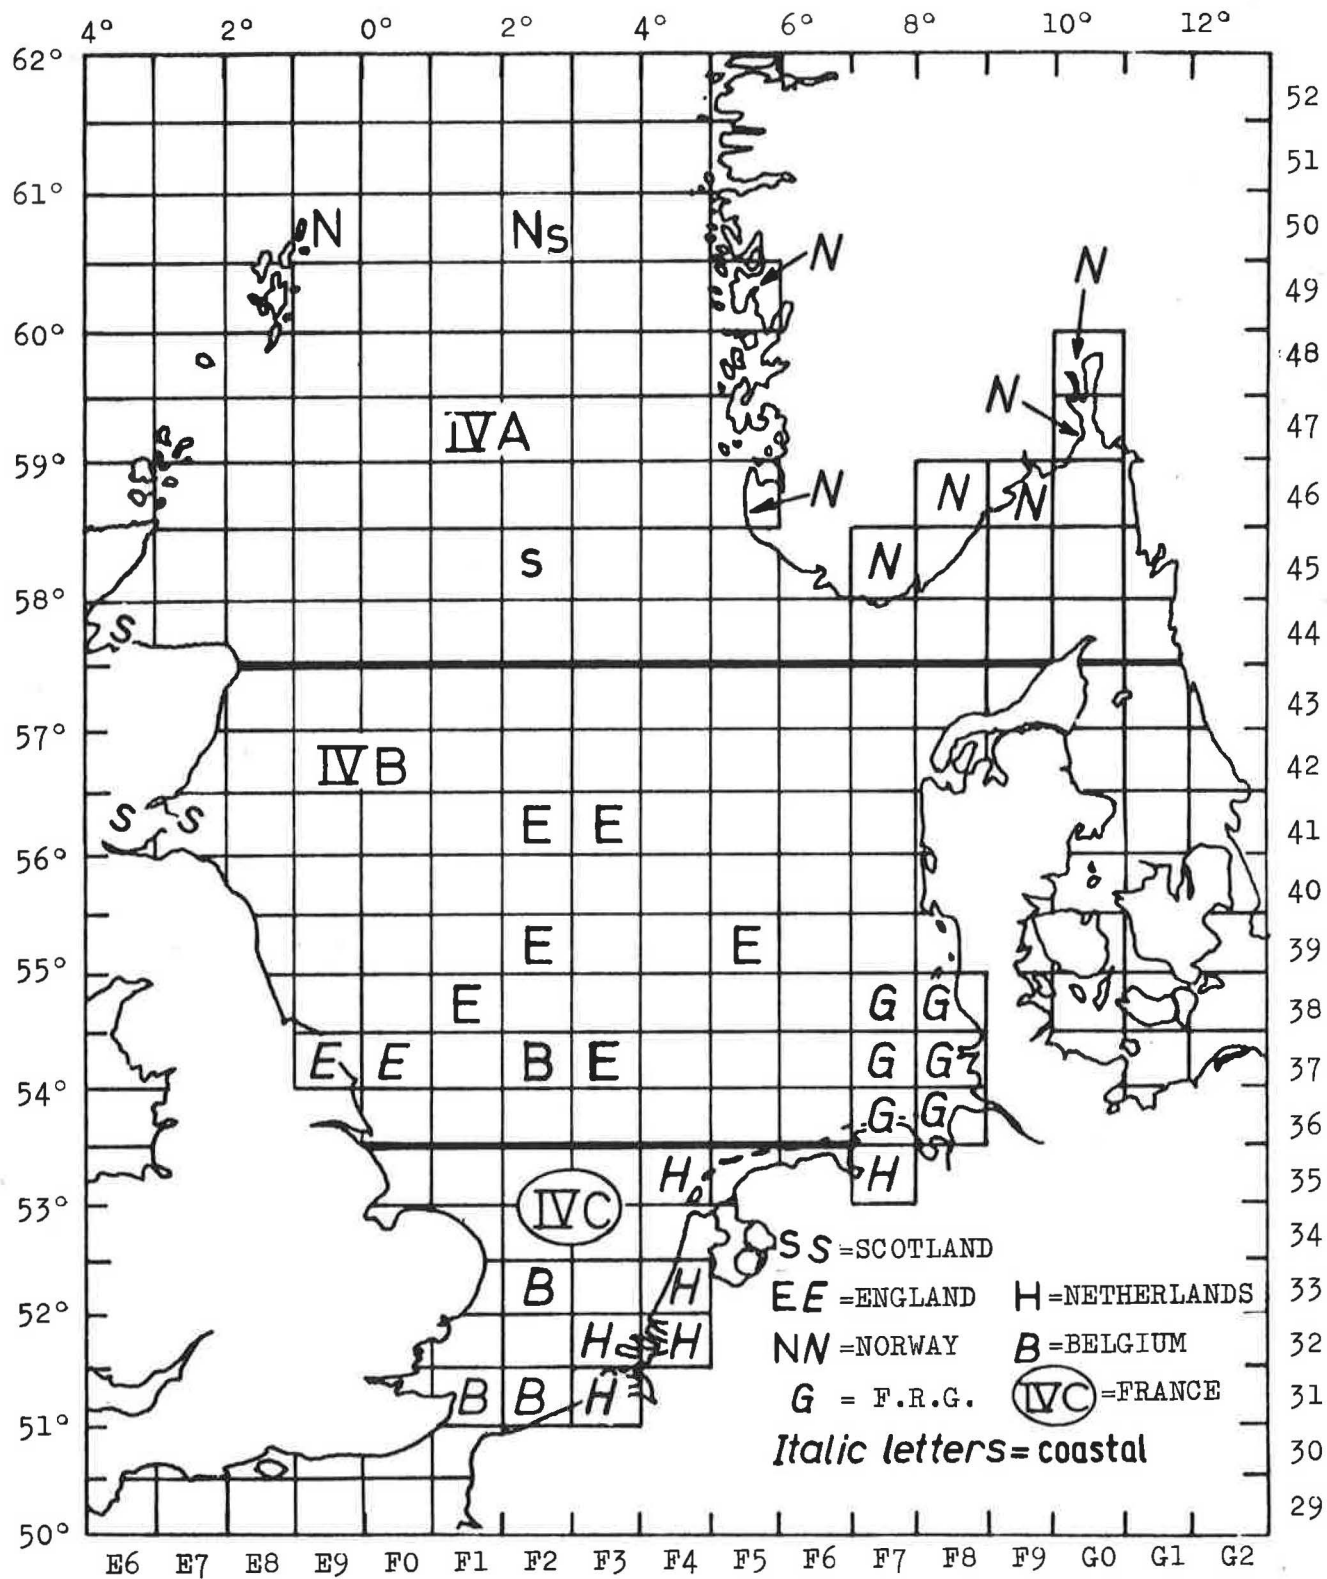 4° 2° 0° 2° 4° 6° 8° 10° 12°
62°
52
51
61°
N Ns N 50
N
49
60°
48
N
IVA 47
59°
N N N 46
S N 45
58°
S 44
43
57°
IVB 42
S S E E 41
56°
40
E E 39
55°
E G G 38
E E B E G G 37
54°
G G 36
H H 35
53° IVC
34
S S =SCOTLAND
B H 33
E E =ENGLAND H =NETHERLANDS
52°
H H 32
N N =NORWAY B =BELGIUM
B B H 31
G = F.R.G. IVC =FRANCE
51°
Italic letters = coastal 30
29
50°
E6 E7 E8 E9 F0 F1 F2 F3 F4 F5 F6 F7 F8 F9 G0 G1 G2